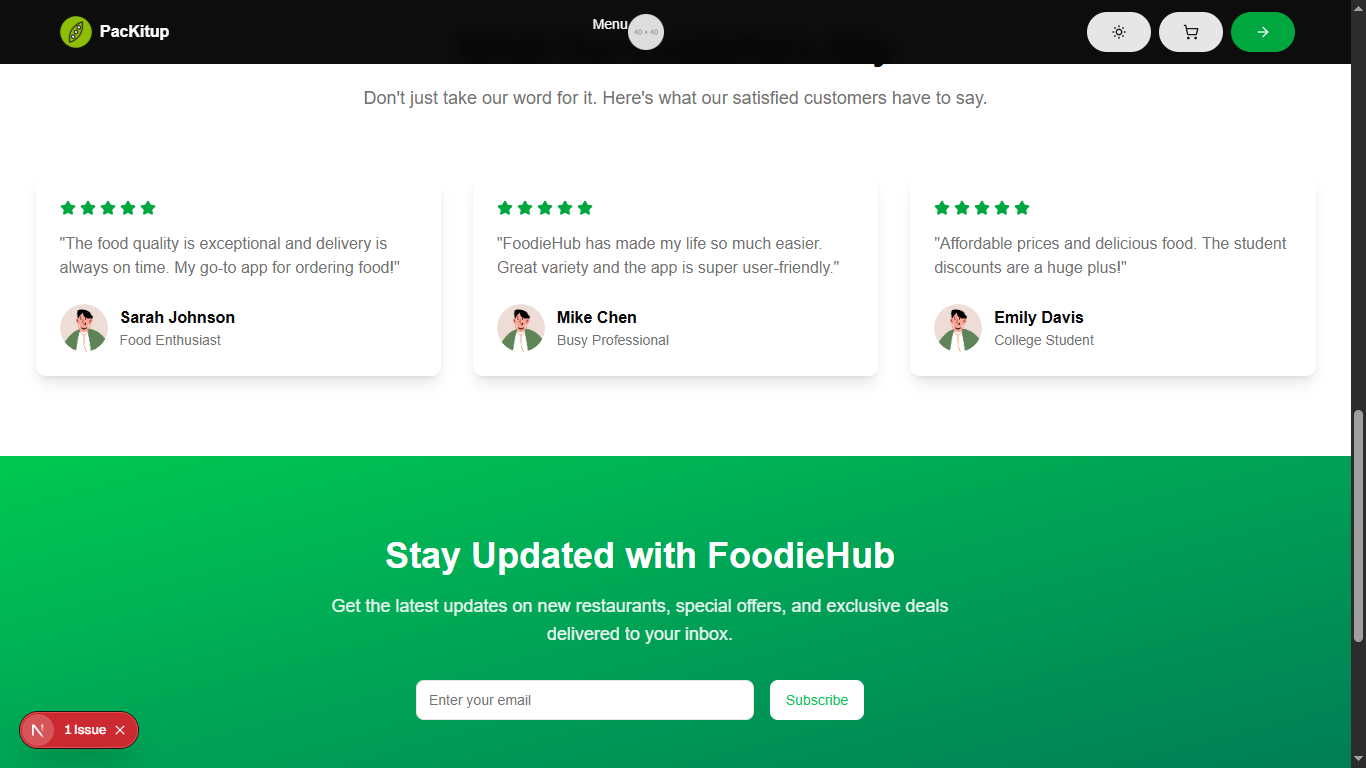 PacKitup
Menu
40 × 40
Don't just take our word for it. Here's what our satisfied customers have to say.
"The food quality is exceptional and delivery is
always on time. My go-to app for ordering food!"
Sarah Johnson
Food Enthusiast
"FoodieHub has made my life so much easier.
Great variety and the app is super user-friendly."
Mike Chen
Busy Professional
"Affordable prices and delicious food. The student
discounts are a huge plus!"
Emily Davis
College Student
Stay Updated with FoodieHub
Get the latest updates on new restaurants, special offers, and exclusive deals
delivered to your inbox.
Enter your email
Subscribe
N
1 Issue